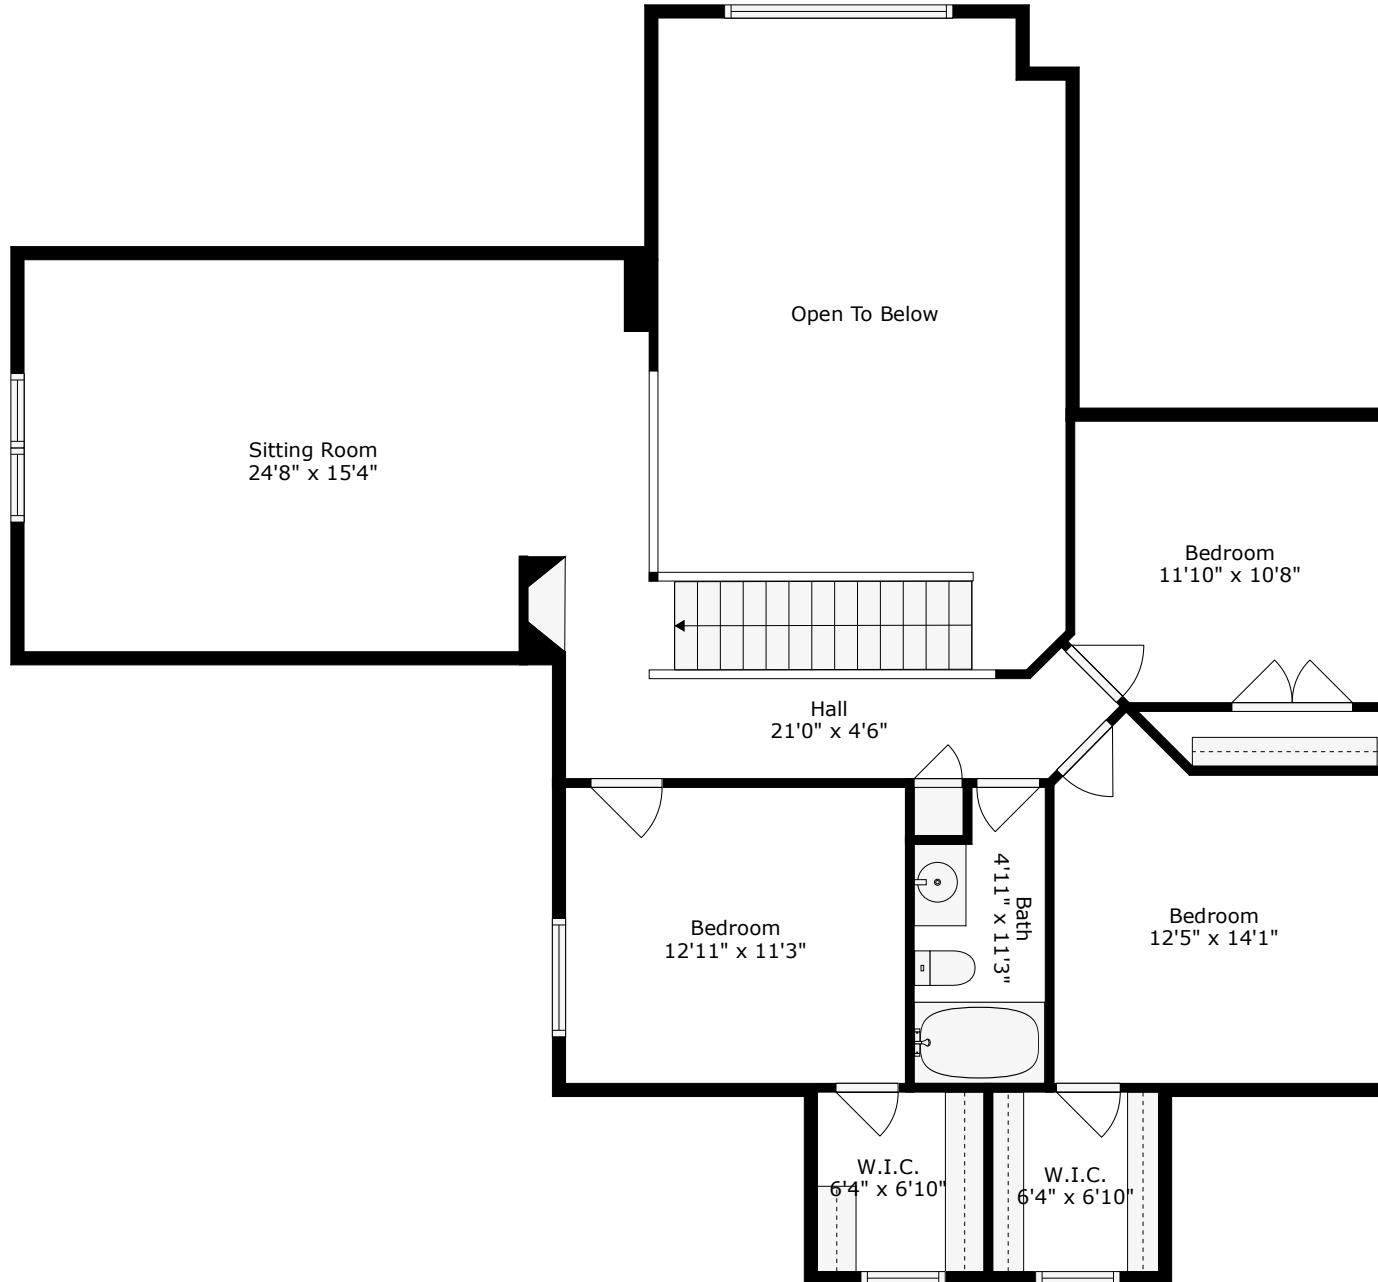 Open To Below
Sitting Room
24'8" x 15'4"
Bedroom
11'10" x 10'8"
Hall
21'0" x 4'6"
Bedroom
12'11" x 11'3"
Bath
4'11" x 11'3"
Bedroom
12'5" x 14'1"
W.I.C.
6'4" x 6'10"
W.I.C.
6'4" x 6'10"